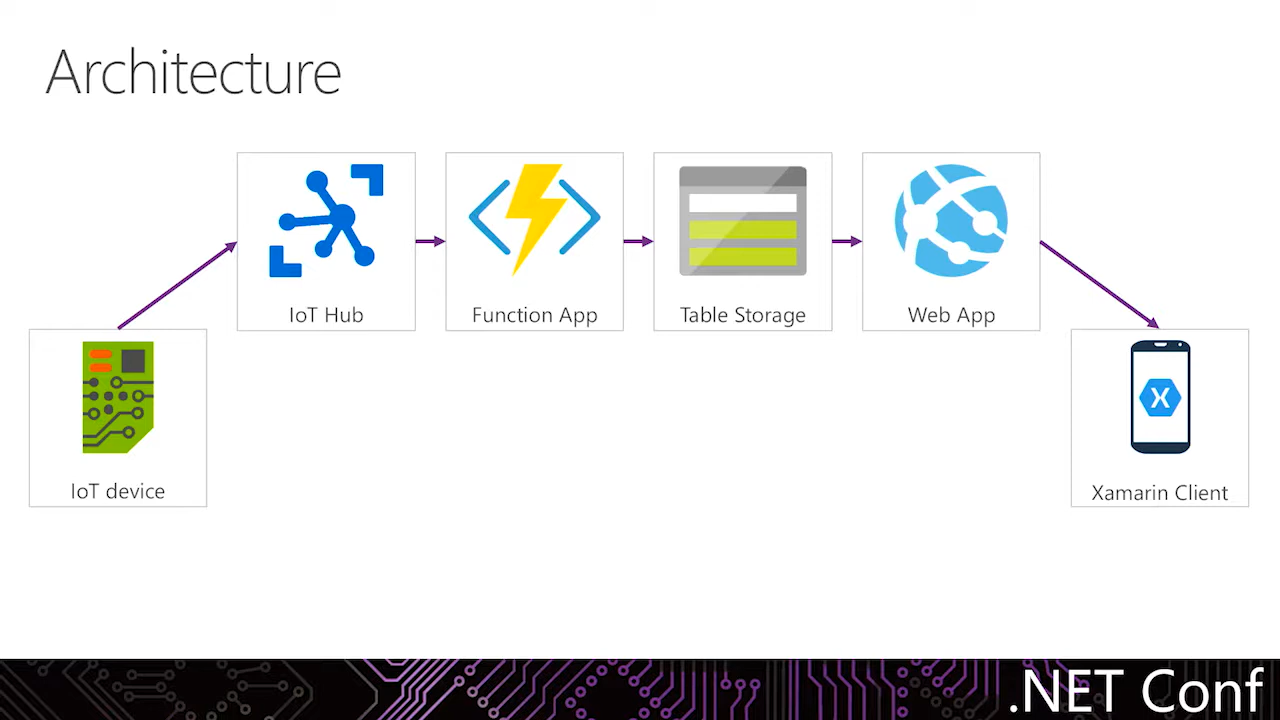 Architecture
IoT Hub
Function App
Table Storage
Web App
IoT device
X
Xamarin Client
.NET Conf